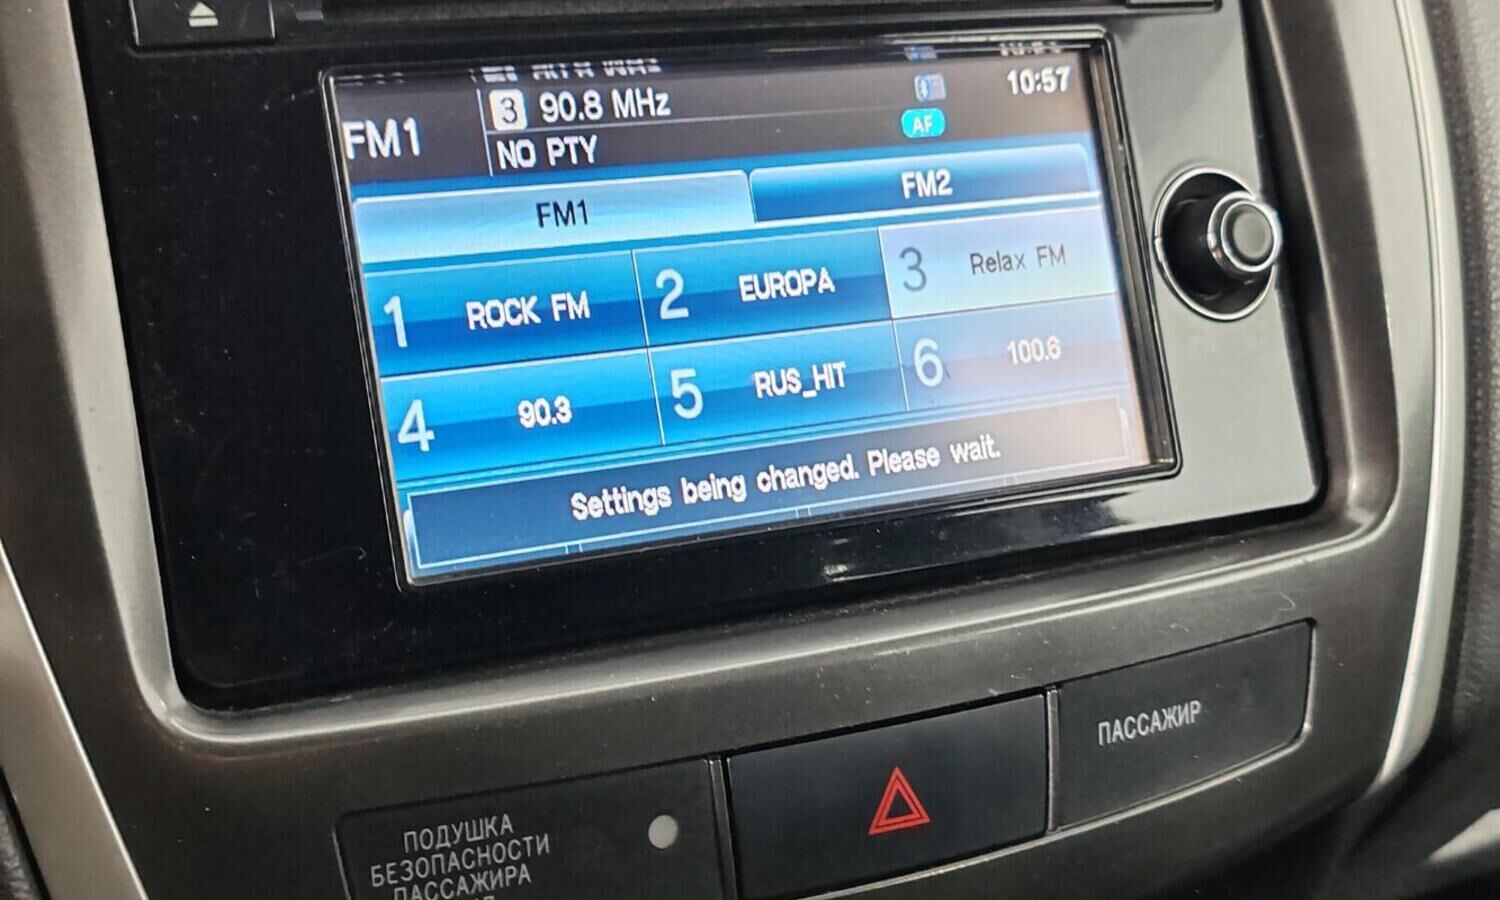 FM1
3 90.8 MHz
10:57
NO PTY
AF
FM1
FM2
1 ROCK FM
2 EUROPA
3 Relax FM
4 90.3
5 RUS_HIT
6 100.6
Settings being changed. Please wait.
ПАССАЖИР
ПОДУШКА
БЕЗОПАСНОСТИ
ПАССАЖИРА